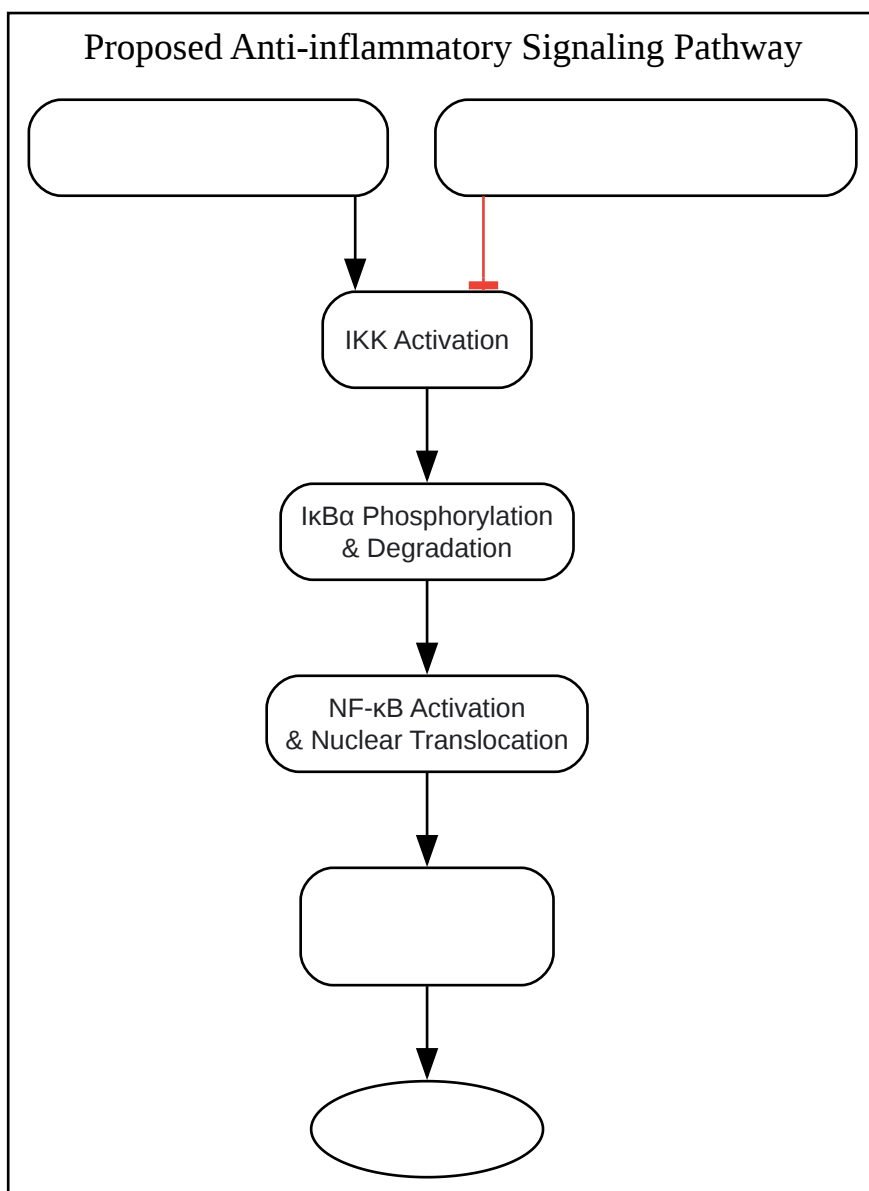 Proposed Anti-inflammatory Signaling Pathway
IKK Activation
IκBα Phosphorylation
& Degradation
NF-κB Activation
& Nuclear Translocation